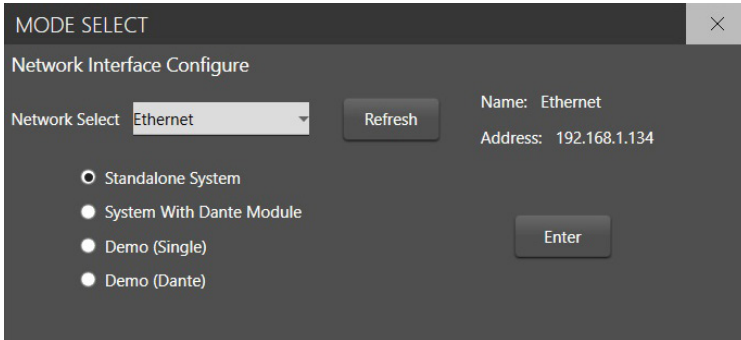 MODE SELECT
Network Interface Configure
Network Select Ethernet Refresh
Name: Ethernet
Address: 192.168.1.134
Standalone System
System With Dante Module
Demo (Single)
Demo (Dante)
Enter